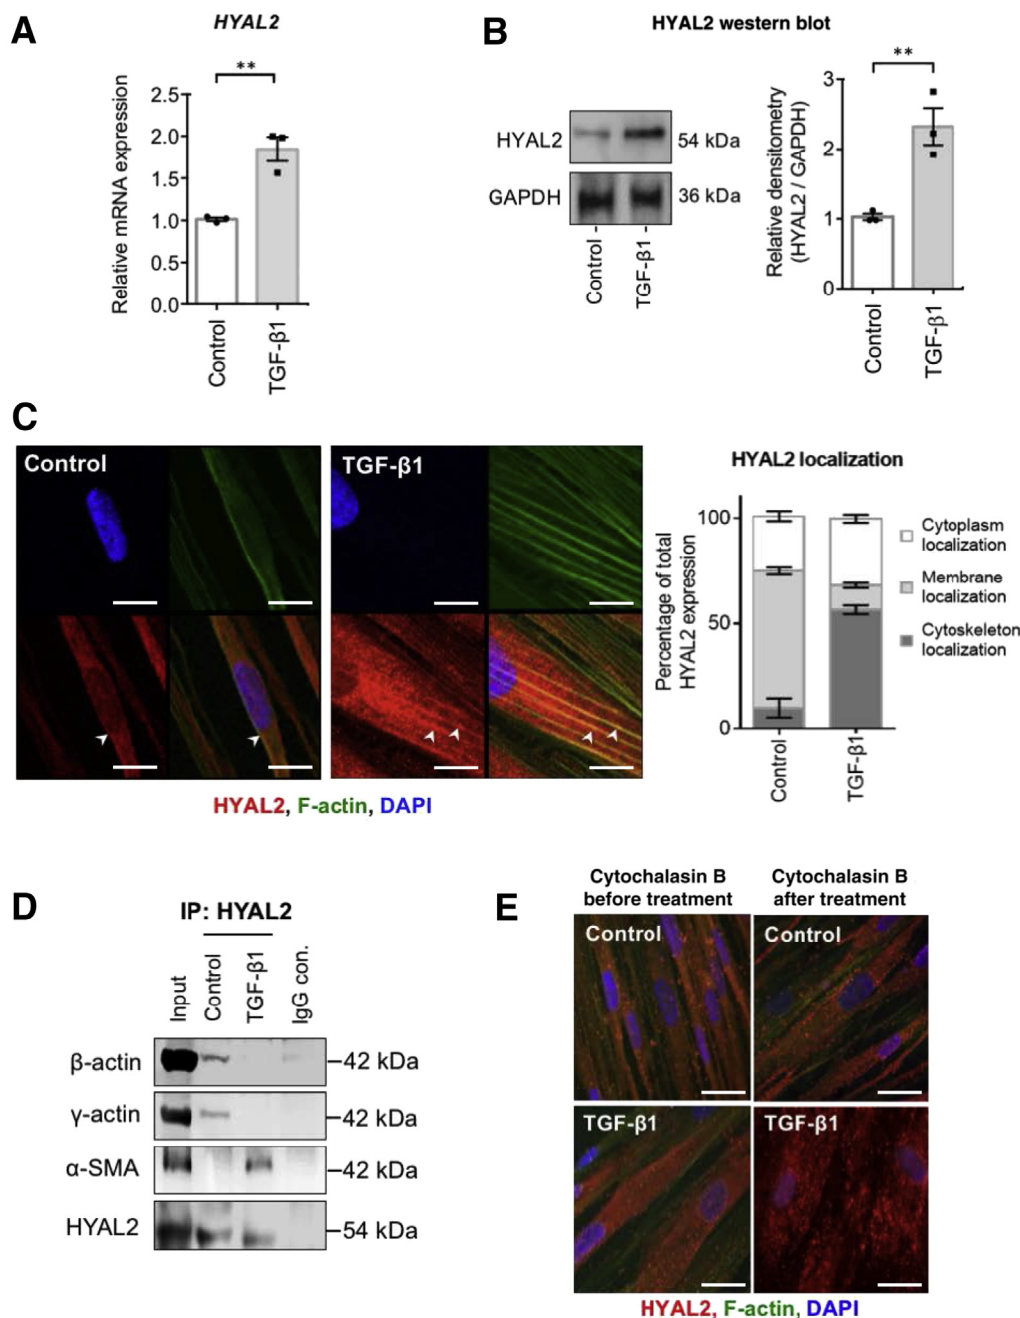 A
HYAL2
**
Relative mRNA expression
2.5
2.0
1.5
1.0
0.5
0.0
Control
TGF-β1
B
HYAL2 western blot
HYAL2
54 kDa
GAPDH
36 kDa
Control
TGF-β1
**
Relative densitometry
(HYAL2 / GAPDH)
3
2
1
0
Control
TGF-β1
C
Control
TGF-β1
HYAL2, F-actin, DAPI
HYAL2 localization
Percentage of total
HYAL2 expression
100
50
0
Control
TGF-β1
Cytoplasm
localization
Membrane
localization
Cytoskeleton
localization
D
IP: HYAL2
Input
Control
TGF-β1
IgG con.
β-actin
42 kDa
γ-actin
42 kDa
α-SMA
42 kDa
HYAL2
54 kDa
E
Cytochalasin B
before treatment
Cytochalasin B
after treatment
Control
Control
TGF-β1
TGF-β1
HYAL2, F-actin, DAPI